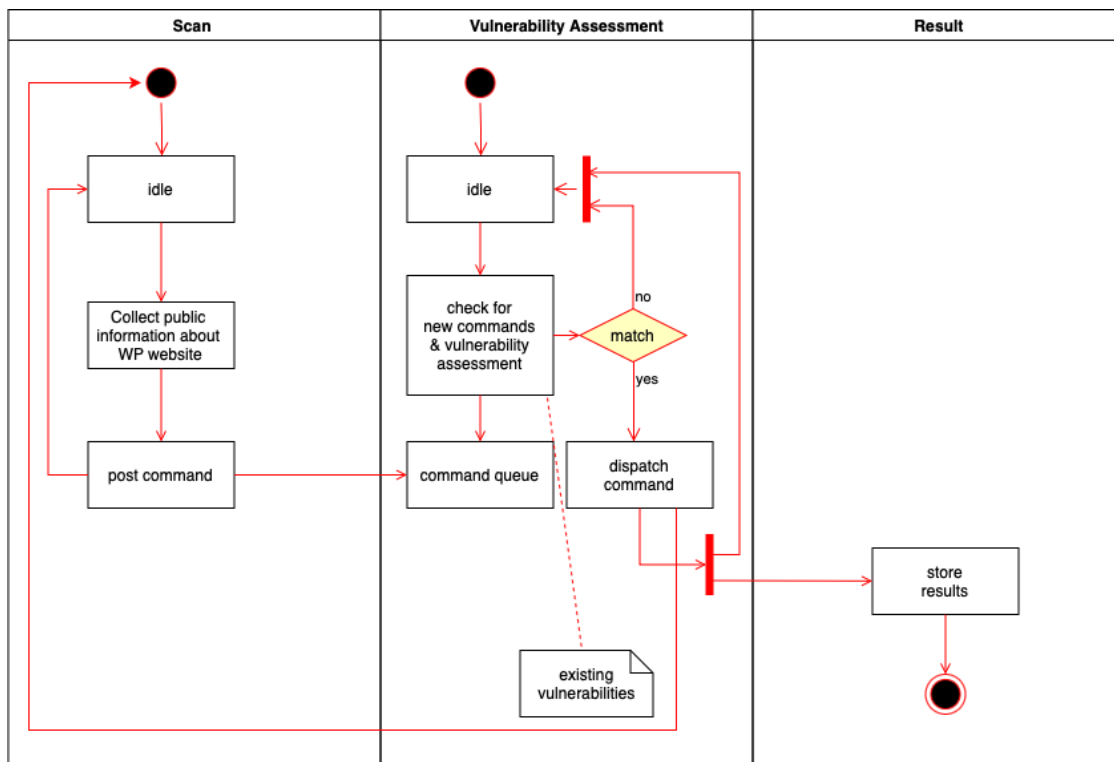 Scan
Vulnerability Assessment
Result
idle
idle
Collect public
information about
WP website
check for
new commands
& vulnerability
assessment
no
match
yes
post command
command queue
dispatch
command
store
results
existing
vulnerabilities